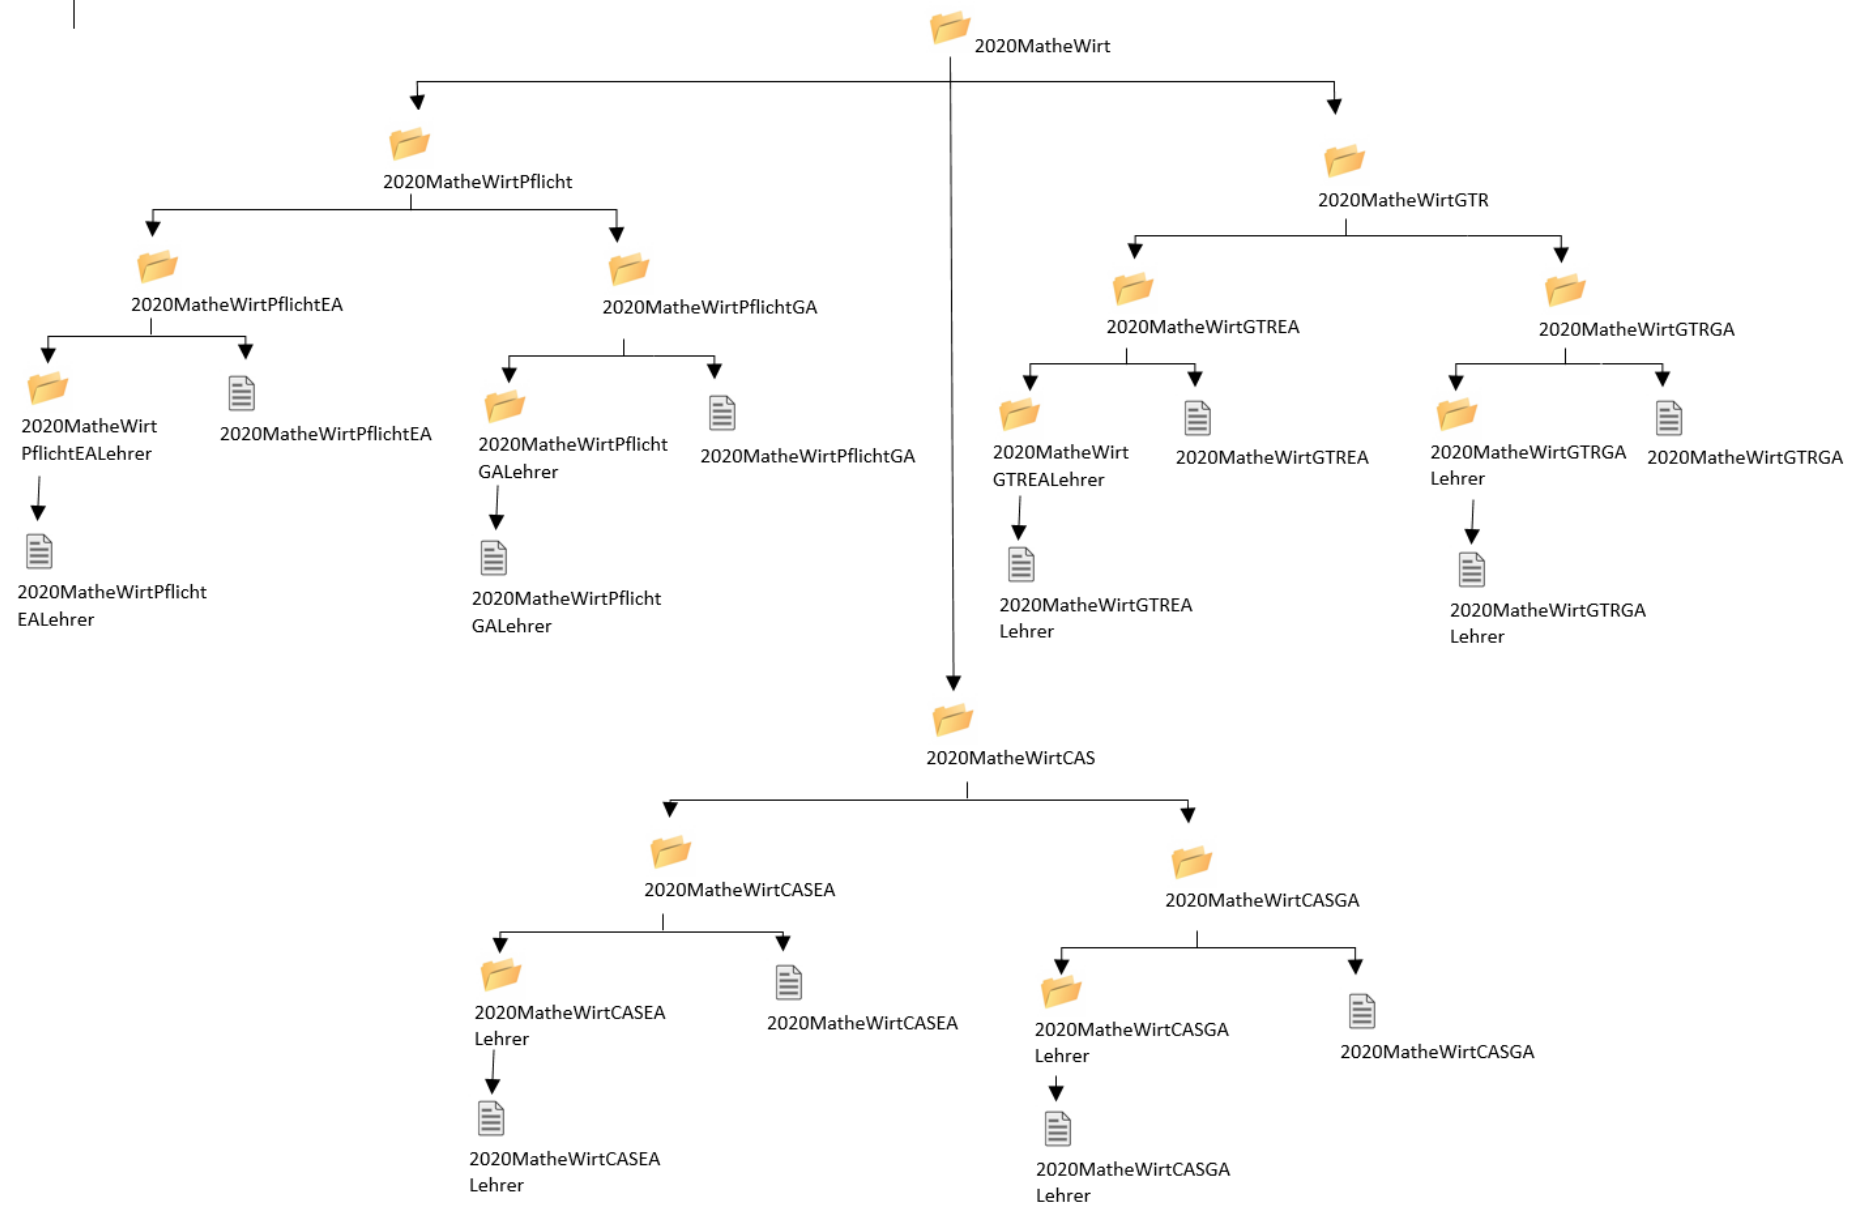 2020MatheWirt
2020MatheWirtPflicht
2020MatheWirtGTR
2020MatheWirtPflichtEA
2020MatheWirtPflichtGA
2020MatheWirtGTREA
2020MatheWirtGTRGA
2020MatheWirt
PflichtEALehrer
2020MatheWirtPflichtEA
2020MatheWirtPflicht
GALehrer
2020MatheWirtPflichtGA
2020MatheWirt
GTREALehrer
2020MatheWirtGTREA
2020MatheWirtGTRGA
Lehrer
2020MatheWirtGTRGA
2020MatheWirtPflicht
EALehrer
2020MatheWirtPflicht
GALehrer
2020MatheWirtGTREA
Lehrer
2020MatheWirtGTRGA
Lehrer
2020MatheWirtCAS
2020MatheWirtCASEA
2020MatheWirtCASGA
2020MatheWirtCASEA
Lehrer
2020MatheWirtCASEA
2020MatheWirtCASGA
Lehrer
2020MatheWirtCASGA
2020MatheWirtCASEA
Lehrer
2020MatheWirtCASGA
Lehrer